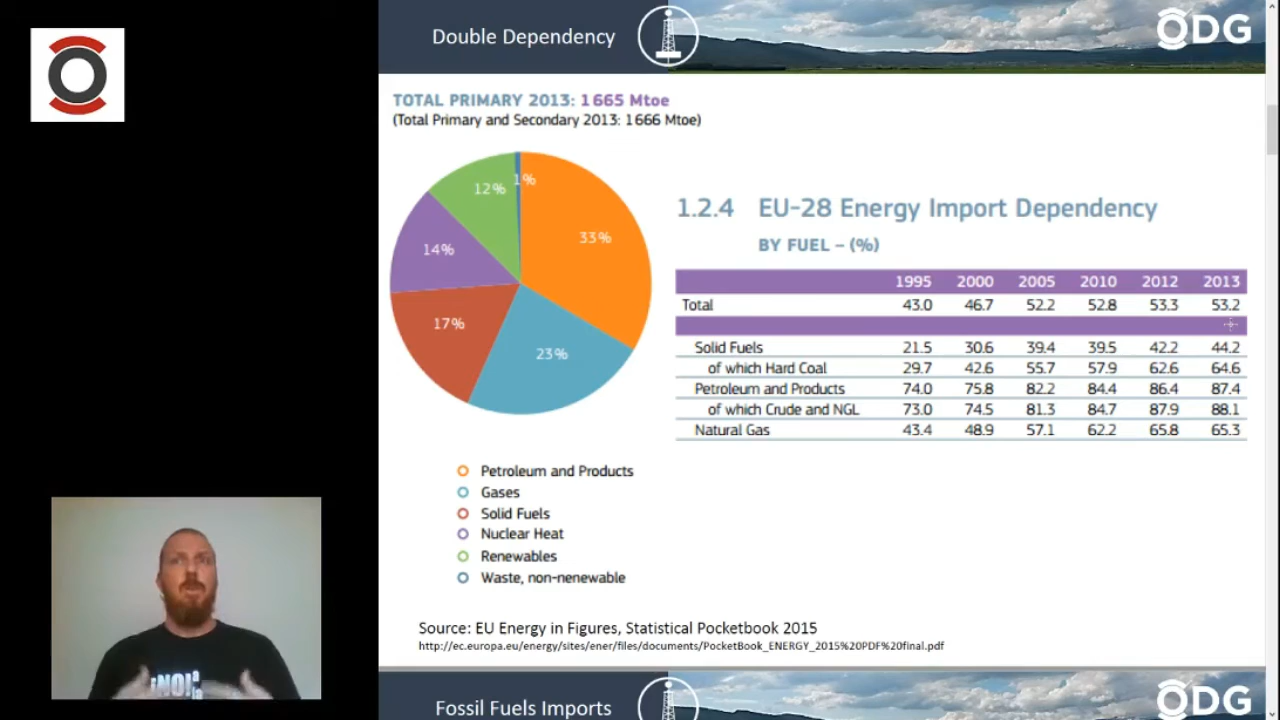 Double Dependency
ODG
TOTAL PRIMARY 2013: 1 665 Mtoe
(Total Primary and Secondary 2013: 1 666 Mtoe)
12%
1%
33%
14%
17%
23%
1.2.4 EU-28 Energy Import Dependency
BY FUEL – (%)
1995 2000 2005 2010 2012 2013
Total 43.0 46.7 52.2 52.8 53.3 53.2
Solid Fuels 21.5 30.6 39.4 39.5 42.2 44.2
of which Hard Coal 29.7 42.6 55.7 57.9 62.6 64.6
Petroleum and Products 74.0 75.8 82.2 84.4 86.4 87.4
of which Crude and NGL 73.0 74.5 81.3 84.7 87.9 88.1
Natural Gas 43.4 48.9 57.1 62.2 65.8 65.3
Petroleum and Products
Gases
Solid Fuels
Nuclear Heat
Renewables
Waste, non-nenewable
¡NO!
Source: EU Energy in Figures, Statistical Pocketbook 2015
http://ec.europa.eu/energy/sites/ener/files/documents/PocketBook_ENERGY_2015%20PDF%20final.pdf
Fossil Fuels Imports
ODG